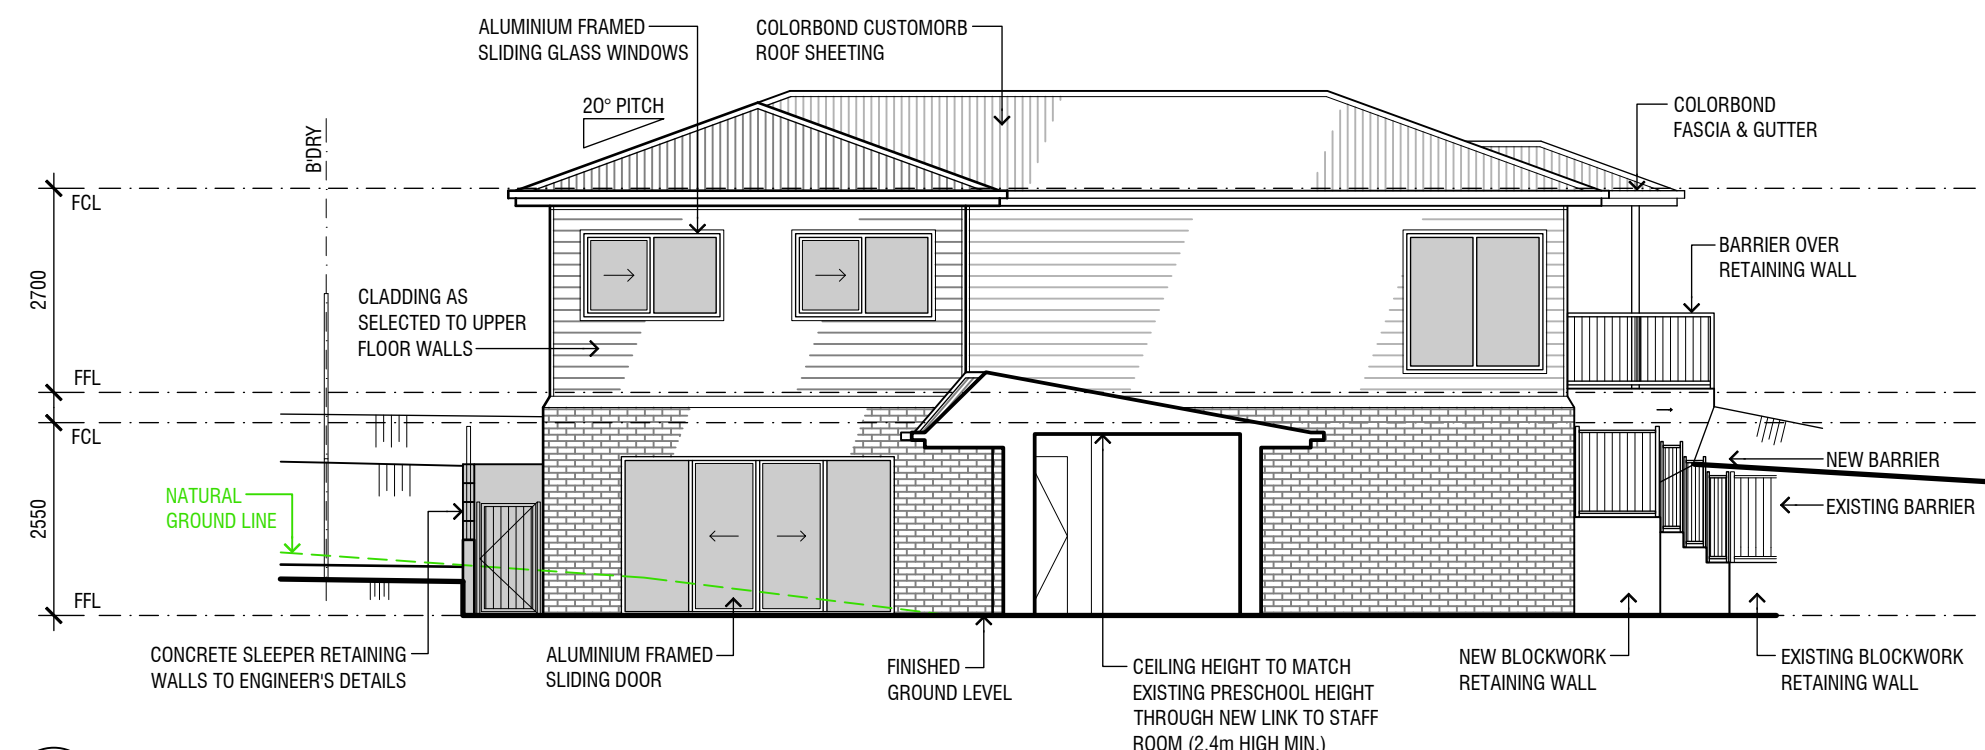 ALUMINIUM FRAMED
SLIDING GLASS WINDOWS
COLORBOND CUSTOMORB
ROOF SHEETING
20° PITCH
COLORBOND
FASCIA & GUTTER
B'DRY
FCL
2700
BARRIER OVER
RETAINING WALL
CLADDING AS
SELECTED TO UPPER
FLOOR WALLS
FFL
FCL
NEW BARRIER
NATURAL
GROUND LINE
EXISTING BARRIER
2550
FFL
CONCRETE SLEEPER RETAINING
WALLS TO ENGINEER'S DETAILS
ALUMINIUM FRAMED
SLIDING DOOR
FINISHED
GROUND LEVEL
CEILING HEIGHT TO MATCH
EXISTING PRESCHOOL HEIGHT
THROUGH NEW LINK TO STAFF
ROOM (2.4m HIGH MIN.)
NEW BLOCKWORK
RETAINING WALL
EXISTING BLOCKWORK
RETAINING WALL